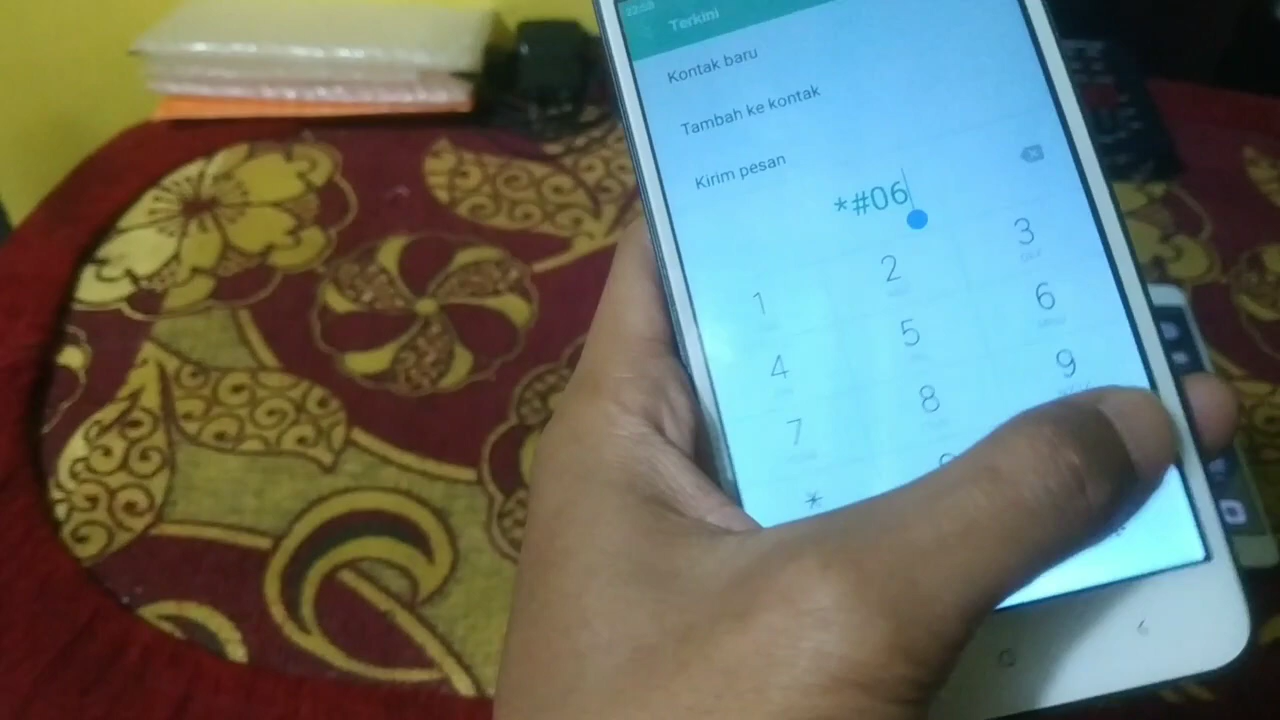 Terkini
Kontak baru
Tambah ke kontak
Kirim pesan
*#06
1 2 3
4 5 6
7 8 9
*